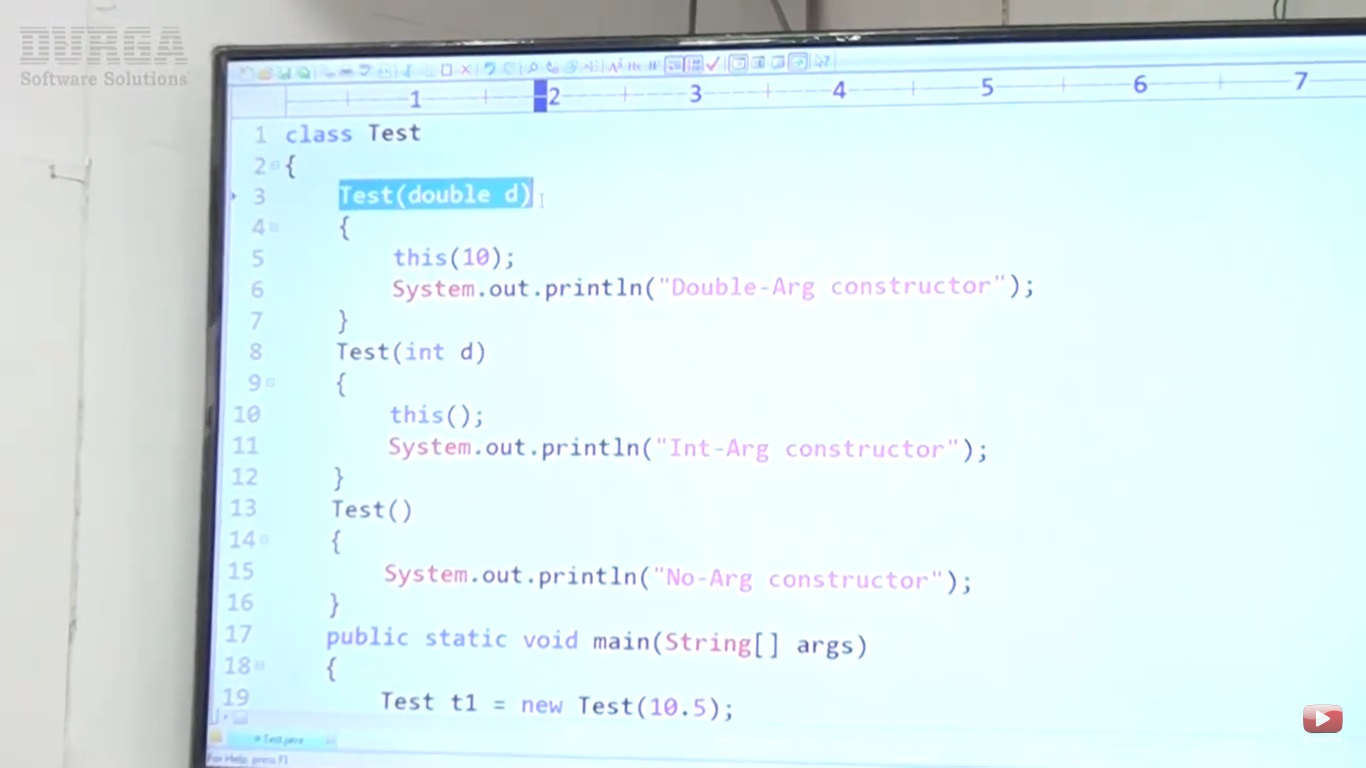 DURGA
Software Solutions
1 2 3 4 5 6 7
1 class Test
2 {
3 Test(double d)
4 {
5 this(10);
6 System.out.println("Double-Arg constructor");
7 }
8 Test(int d)
9 {
10 this();
11 System.out.println("Int-Arg constructor");
12 }
13 Test()
14 {
15 System.out.println("No-Arg constructor");
16 }
17 public static void main(String[] args)
18 {
19 Test t1 = new Test(10.5);
Test.java
For Help, press F1